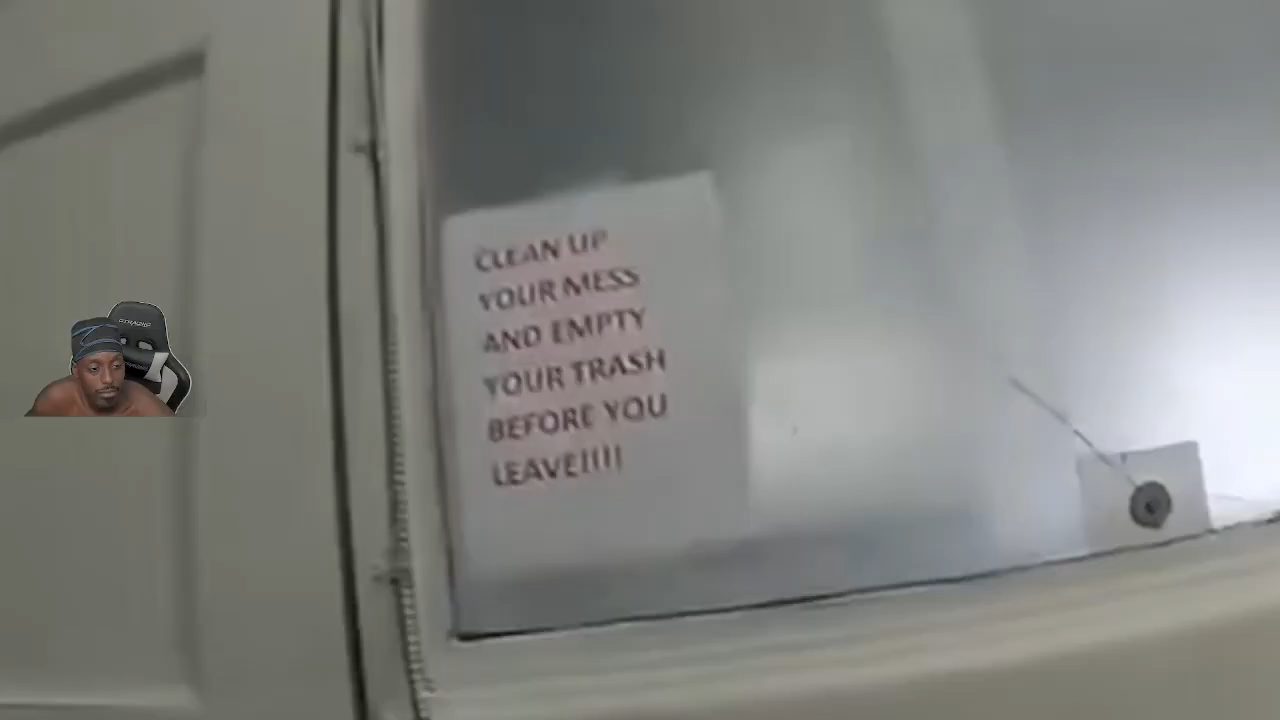 CLEAN UP
YOUR MESS
AND EMPTY
YOUR TRASH
BEFORE YOU
LEAVE!!!!